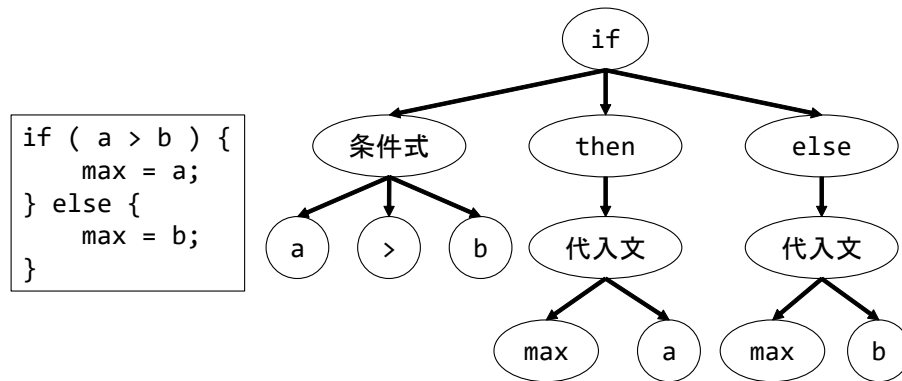 if ( a > b ) {
    max = a;
} else {
    max = b;
}
if
条件式
then
else
a
>
b
代入文
代入文
max
a
max
b